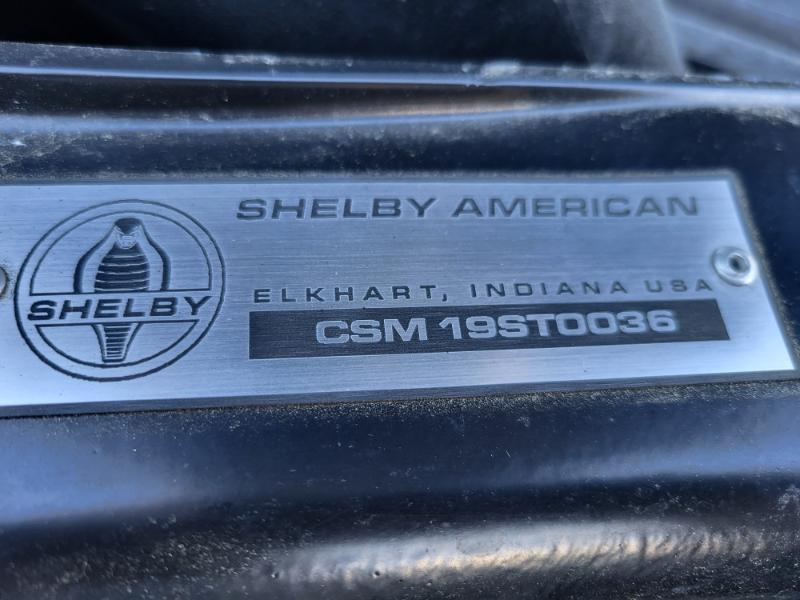 SHELBY AMERICAN
SHELBY
ELKHART, INDIANA USA
CSM 19ST0036